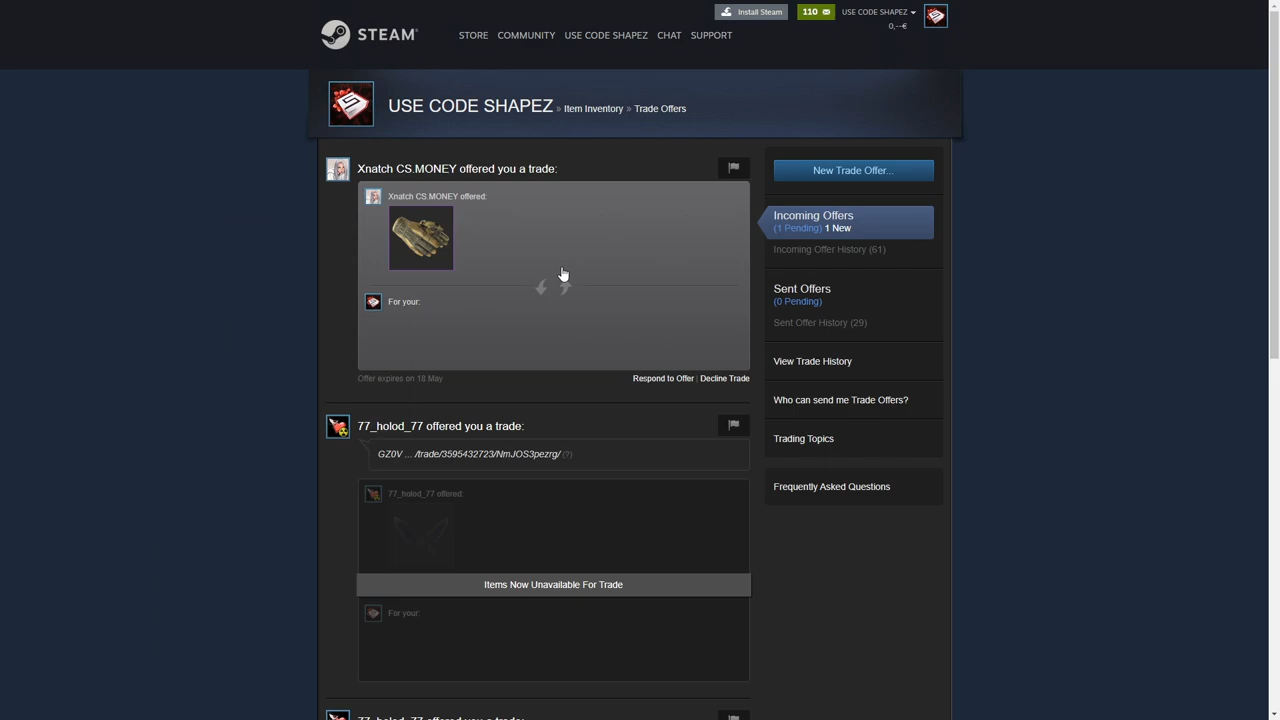 Install Steam
110
USE CODE SHAPEZ
0,--€
STEAM
STORE COMMUNITY USE CODE SHAPEZ CHAT SUPPORT
USE CODE SHAPEZ » Item Inventory » Trade Offers
Xnatch CS.MONEY offered you a trade:
Xnatch CS.MONEY offered:
For your:
Offer expires on 18 May
Respond to Offer | Decline Trade
77_holod_77 offered you a trade:
GZ0V ... /trade/3595432723/NmJOS3pezrg/ (?)
77_holod_77 offered:
Items Now Unavailable For Trade
For your:
77_holod_77 offered you a trade:
New Trade Offer...
Incoming Offers
(1 Pending) 1 New
Incoming Offer History (61)
Sent Offers
(0 Pending)
Sent Offer History (29)
View Trade History
Who can send me Trade Offers?
Trading Topics
Frequently Asked Questions